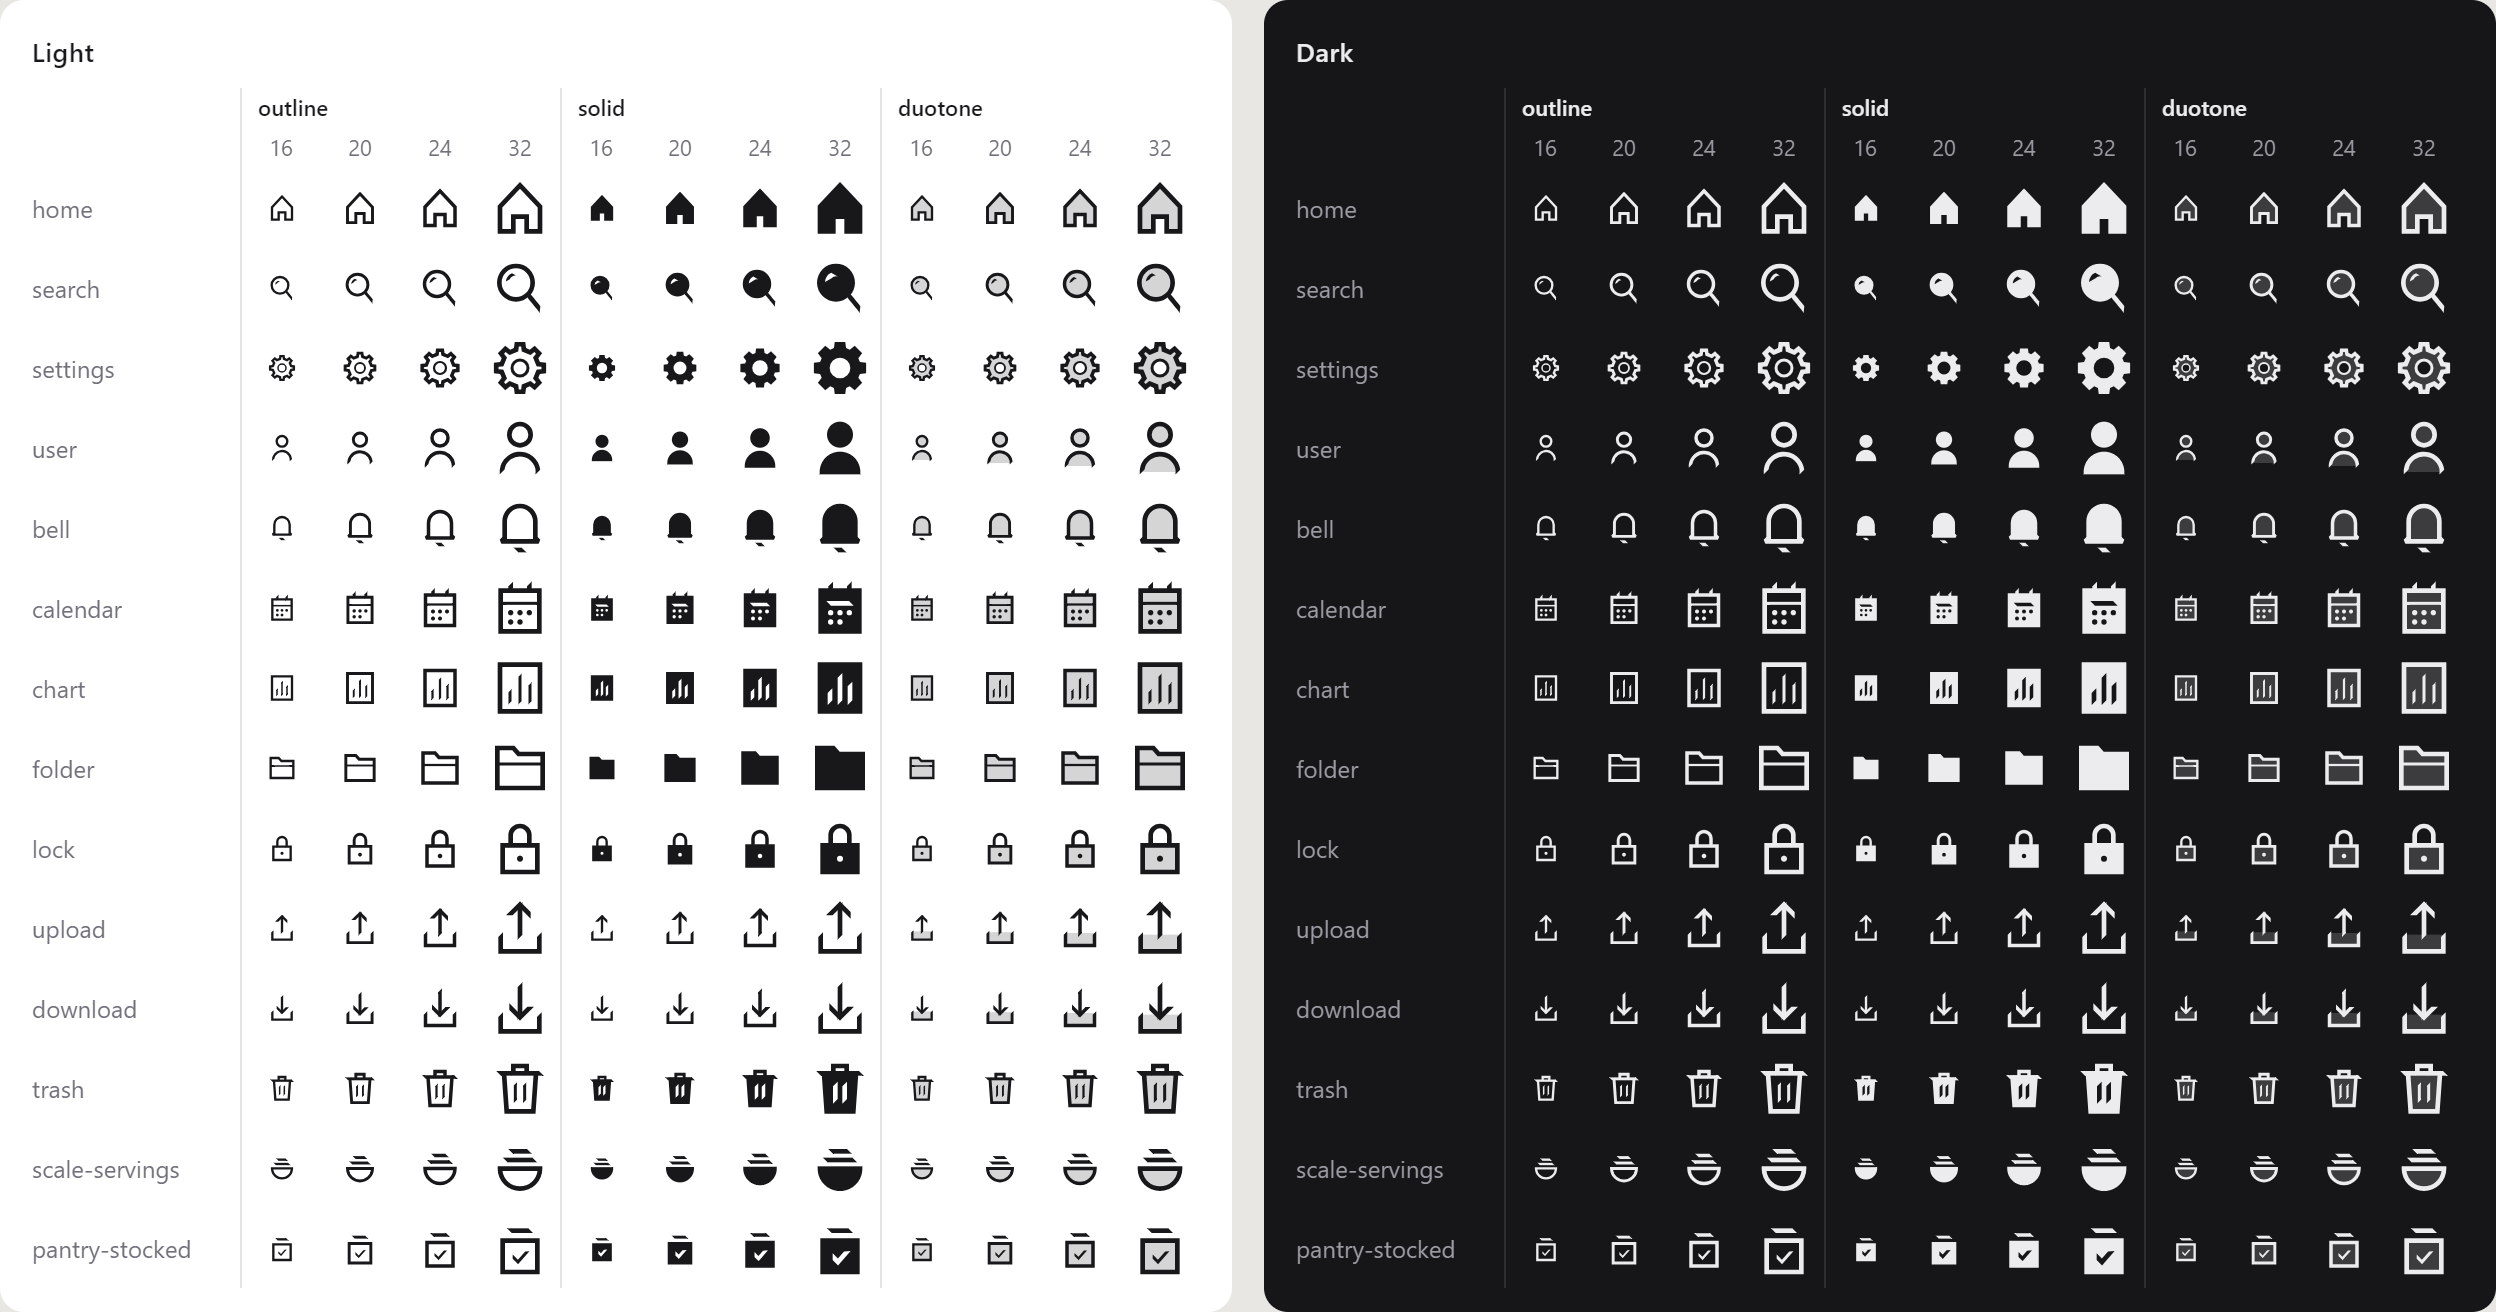 Light
outline solid duotone
16 20 24 32 16 20 24 32 16 20 24 32
home
search
settings
user
bell
calendar
chart
folder
lock
upload
download
trash
scale-servings
pantry-stocked
Dark
outline solid duotone
16 20 24 32 16 20 24 32 16 20 24 32
home
search
settings
user
bell
calendar
chart
folder
lock
upload
download
trash
scale-servings
pantry-stocked